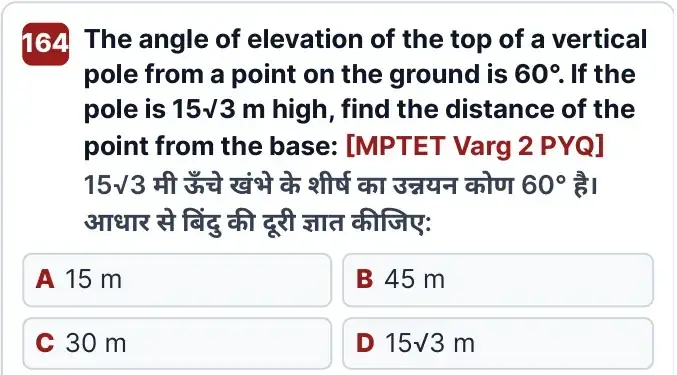 164 The angle of elevation of the top of a vertical
pole from a point on the ground is 60°. If the
pole is 15√3 m high, find the distance of the
point from the base: [MPTET Varg 2 PYQ]
15√3 मी ऊँचे खंभे के शीर्ष का उन्नयन कोण 60° है।
आधार से बिंदु की दूरी ज्ञात कीजिए:
A 15 m
B 45 m
C 30 m
D 15√3 m